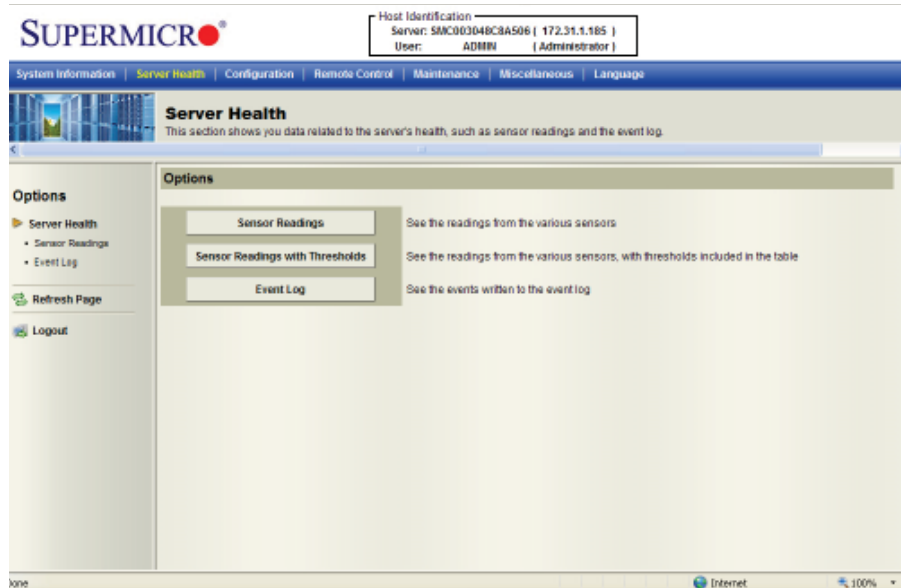 SUPERMICRO®
Host Identification
Server: SMC003048C8A506 ( 172.31.1.185 )
User: ADMIN ( Administrator )
System Information | Server Health | Configuration | Remote Control | Maintenance | Miscellaneous | Language
Server Health
This section shows you data related to the server's health, such as sensor readings and the event log.
Options
Server Health
• Sensor Readings
• Event Log
Refresh Page
Logout
Options
Sensor Readings See the readings from the various sensors
Sensor Readings with Thresholds See the readings from the various sensors, with thresholds included in the table
Event Log See the events written to the event log
Done Internet 100%